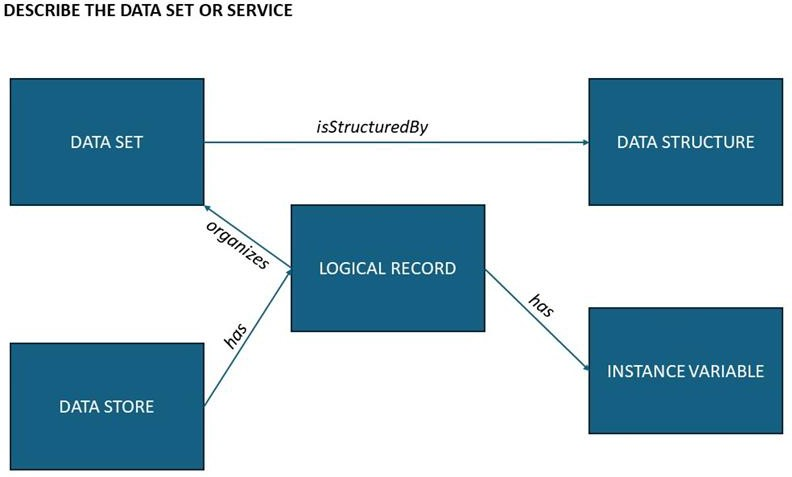 DESCRIBE THE DATA SET OR SERVICE
DATA SET
isStructuredBy
DATA STRUCTURE
organizes
LOGICAL RECORD
has
has
INSTANCE VARIABLE
DATA STORE